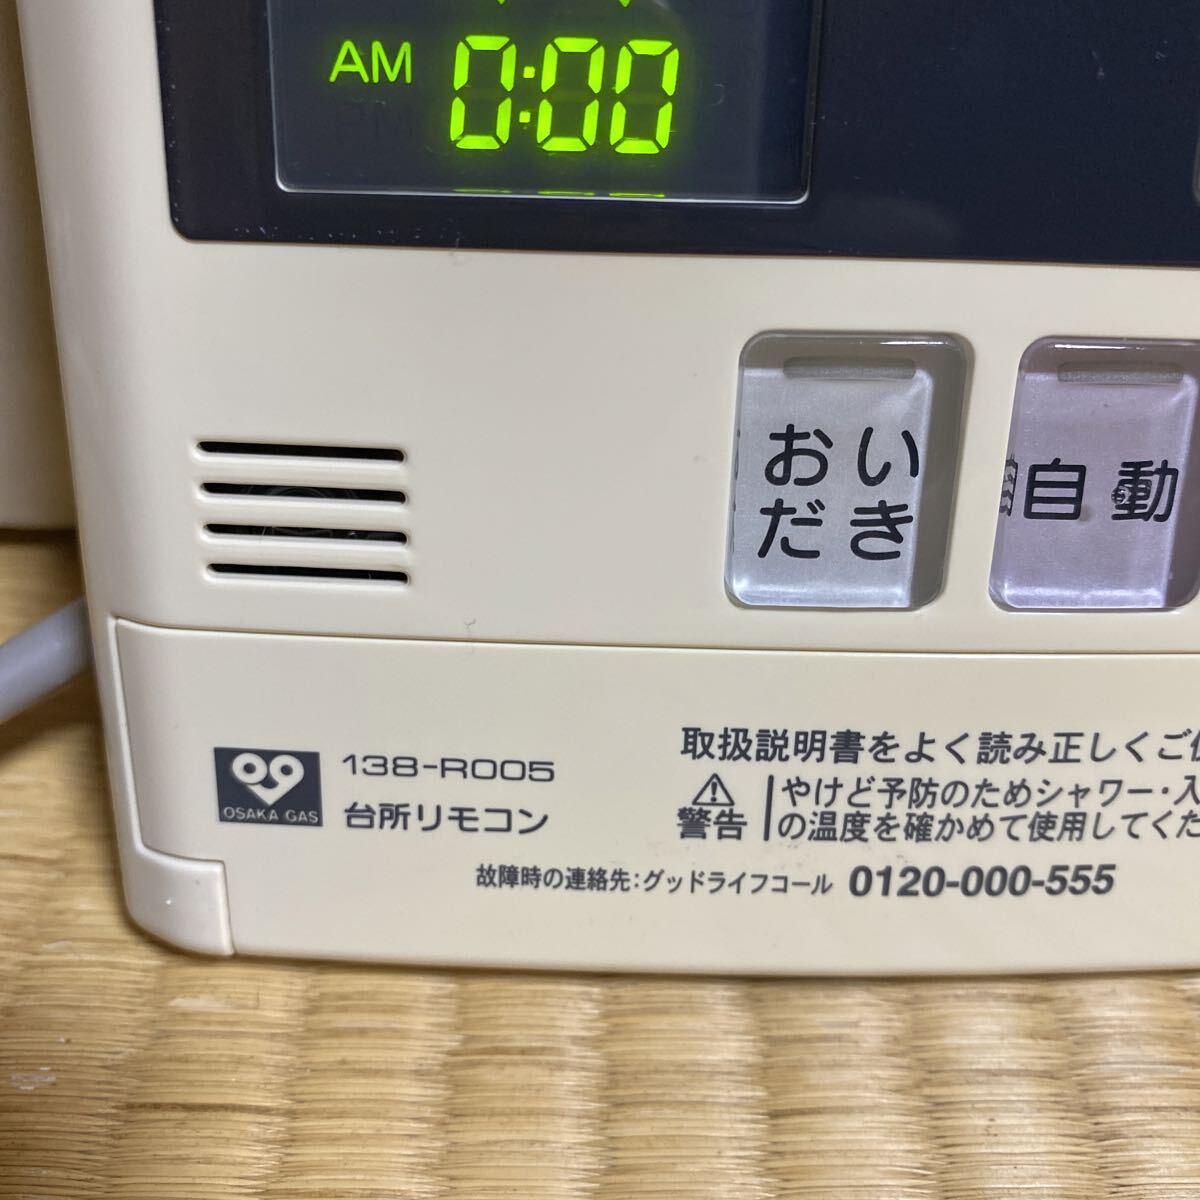 AM 0:00
おい
だき
自動
OSAKA GAS
138-R005
台所リモコン
取扱説明書をよく読み正しくご
警告
やけど予防のためシャワー・入
の温度を確かめて使用してくだ
故障時の連絡先:グッドライフコール 0120-000-555